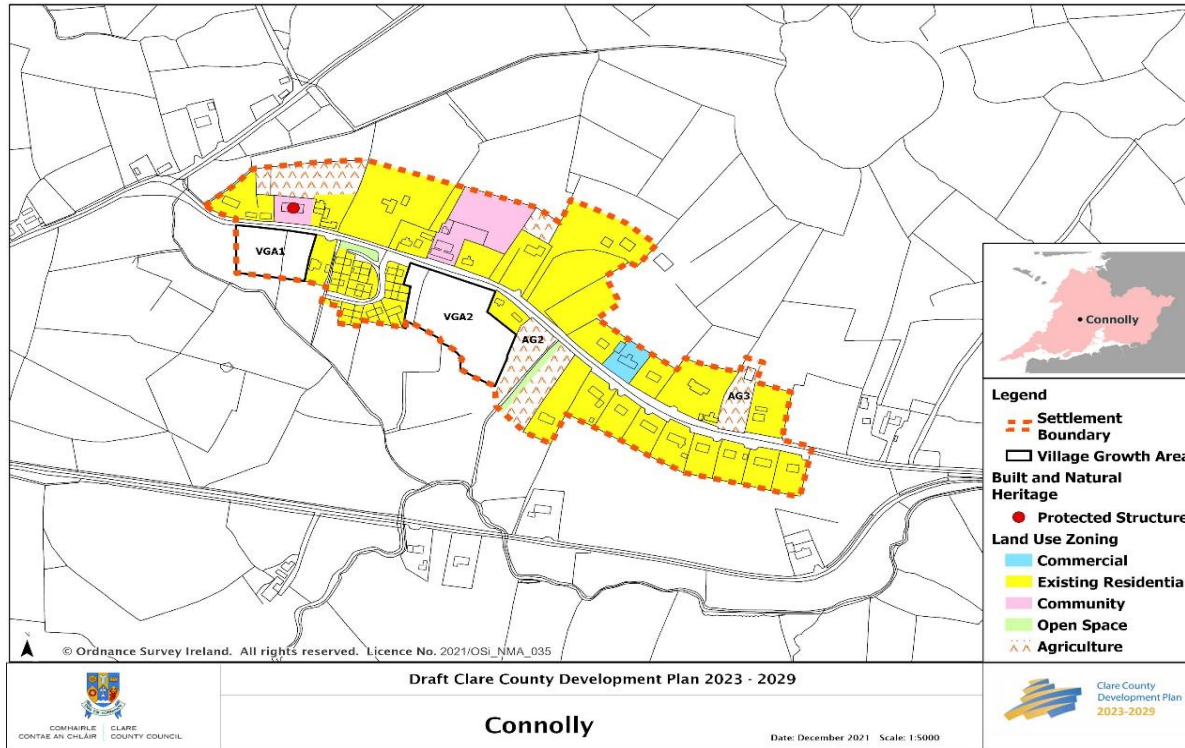 VGA1
VGA2
AG2
AG3
Connolly
Legend
Settlement
Boundary
Village Growth Area
Built and Natural
Heritage
Protected Structure
Land Use Zoning
Commercial
Existing Residential
Community
Open Space
Agriculture
N
© Ordnance Survey Ireland. All rights reserved. Licence No. 2021/OSi_NMA_035
COMHAIRLE CLARE
CONTAE AN CHLÁIR COUNTY COUNCIL
Draft Clare County Development Plan 2023 - 2029
Connolly
Date: December 2021 Scale: 1:5000
Clare County
Development Plan
2023-2029